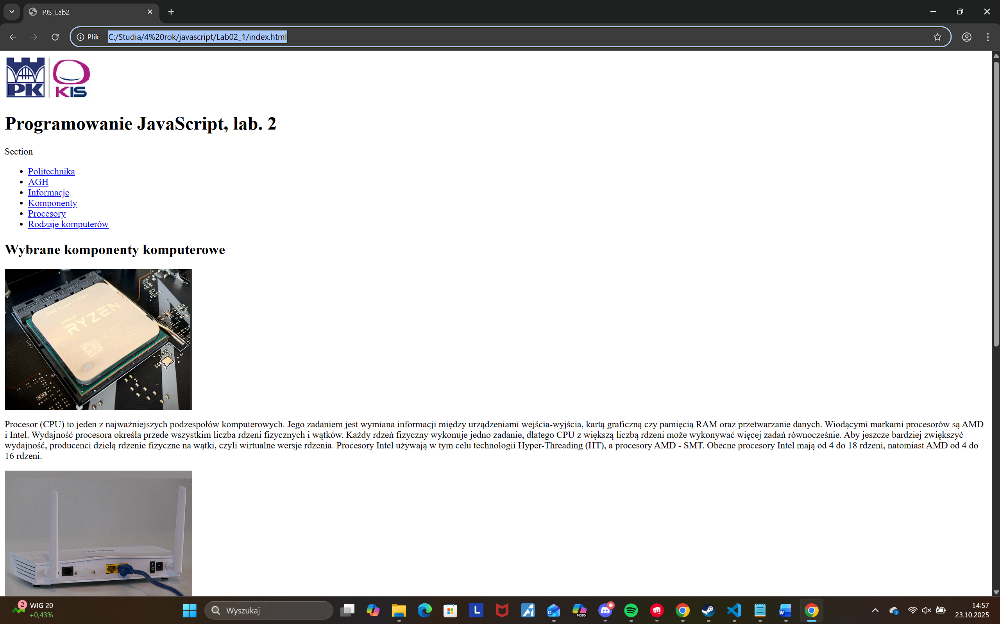 PJS_Lab2
Plik
C:/Studia/4%20rok/javascript/Lab02_1/index.html
PK
KIS
Programowanie JavaScript, lab. 2
Section
Politechnika
AGH
Informacje
Komponenty
Procesory
Rodzaje komputerów
Wybrane komponenty komputerowe
SOCKET AM4
AMD Ryzen 7 3700X
AMD
RYZEN
CPU1
Procesor (CPU) to jeden z najważniejszych podzespołów komputerowych. Jego zadaniem jest wymiana informacji między urządzeniami wejścia-wyjścia, kartą graficzną czy pamięcią RAM oraz przetwarzanie danych. Wiodącymi markami procesorów są AMD
i Intel. Wydajność procesora określa przede wszystkim liczba rdzeni fizycznych i wątków. Każdy rdzeń fizyczny wykonuje jedno zadanie, dlatego CPU z większą liczbą rdzeni może wykonywać więcej zadań równocześnie. Aby jeszcze bardziej zwiększyć
wydajność, producenci dzielą rdzenie fizyczne na wątki, czyli wirtualne wersje rdzenia. Procesory Intel używają w tym celu technologii Hyper-Threading (HT), a procesory AMD - SMT. Obecne procesory Intel mają od 4 do 18 rdzeni, natomiast AMD od 4 do
16 rdzeni.
2
WIG 20
+0,43%
Wyszukaj
L
M365
W
14:57
23.10.2025